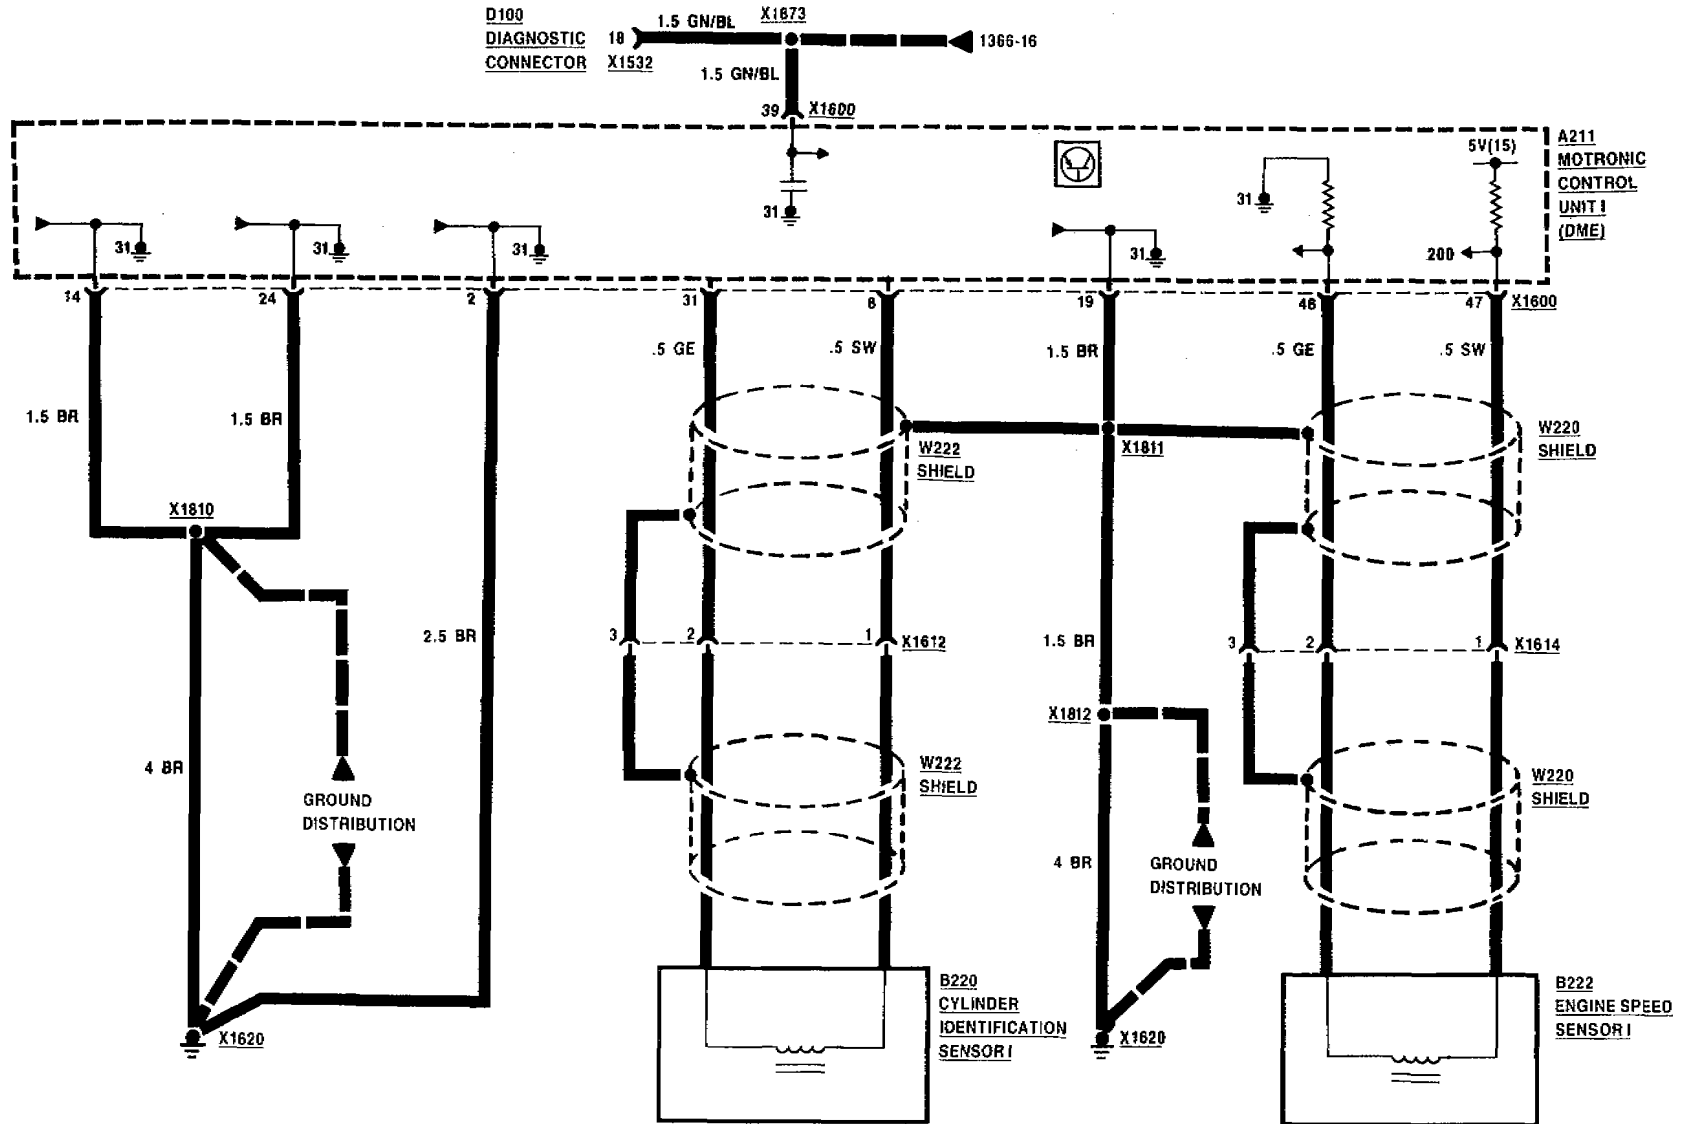 D100
DIAGNOSTIC
CONNECTOR
18
X1532
1.5 GN/BL
X1873
1366-16
1.5 GN/BL
39
X1600
A211
MOTRONIC
CONTROL
UNIT I
(DME)
5V(15)
31
31
200
31
31
31
31
14
24
2
31
8
19
48
47
X1600
.5 GE
.5 SW
1.5 BR
.5 GE
.5 SW
1.5 BR
1.5 BR
W222
SHIELD
X1811
W220
SHIELD
X1810
2.5 BR
3
2
1
X1612
1.5 BR
3
2
1
X1614
X1812
4 BR
W222
SHIELD
W220
SHIELD
GROUND
DISTRIBUTION
4 BR
GROUND
DISTRIBUTION
X1620
B220
CYLINDER
IDENTIFICATION
SENSOR I
X1620
B222
ENGINE SPEED
SENSOR I